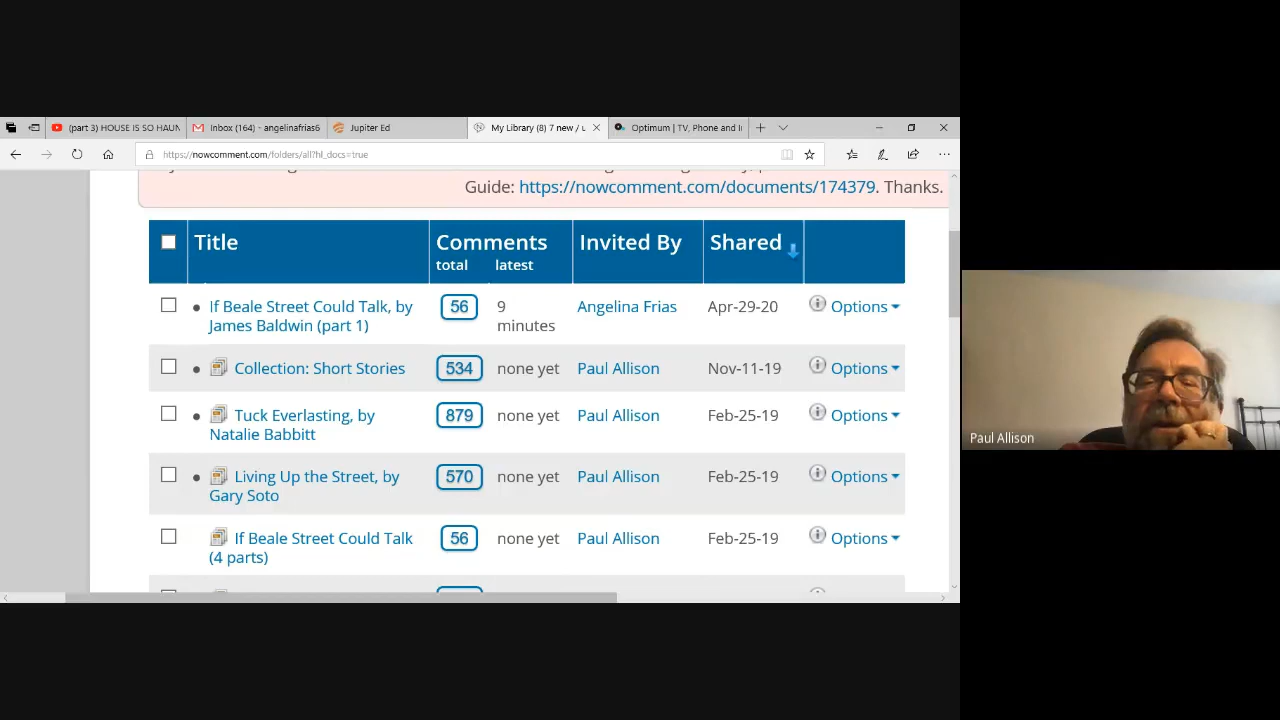 (part 3) HOUSE IS SO HAUN
Inbox (164) - angelinafrias6
Jupiter Ed
My Library (8) 7 new / L
Optimum | TV, Phone and I
https://nowcomment.com/folders/all?hl_docs=true
Guide: https://nowcomment.com/documents/174379. Thanks.
Title Comments Invited By Shared
total latest
If Beale Street Could Talk, by 56 9 Angelina Frias Apr-29-20 Options
James Baldwin (part 1) minutes
Collection: Short Stories 534 none yet Paul Allison Nov-11-19 Options
Tuck Everlasting, by 879 none yet Paul Allison Feb-25-19 Options
Natalie Babbitt
Living Up the Street, by 570 none yet Paul Allison Feb-25-19 Options
Gary Soto
If Beale Street Could Talk 56 none yet Paul Allison Feb-25-19 Options
(4 parts)
Paul Allison